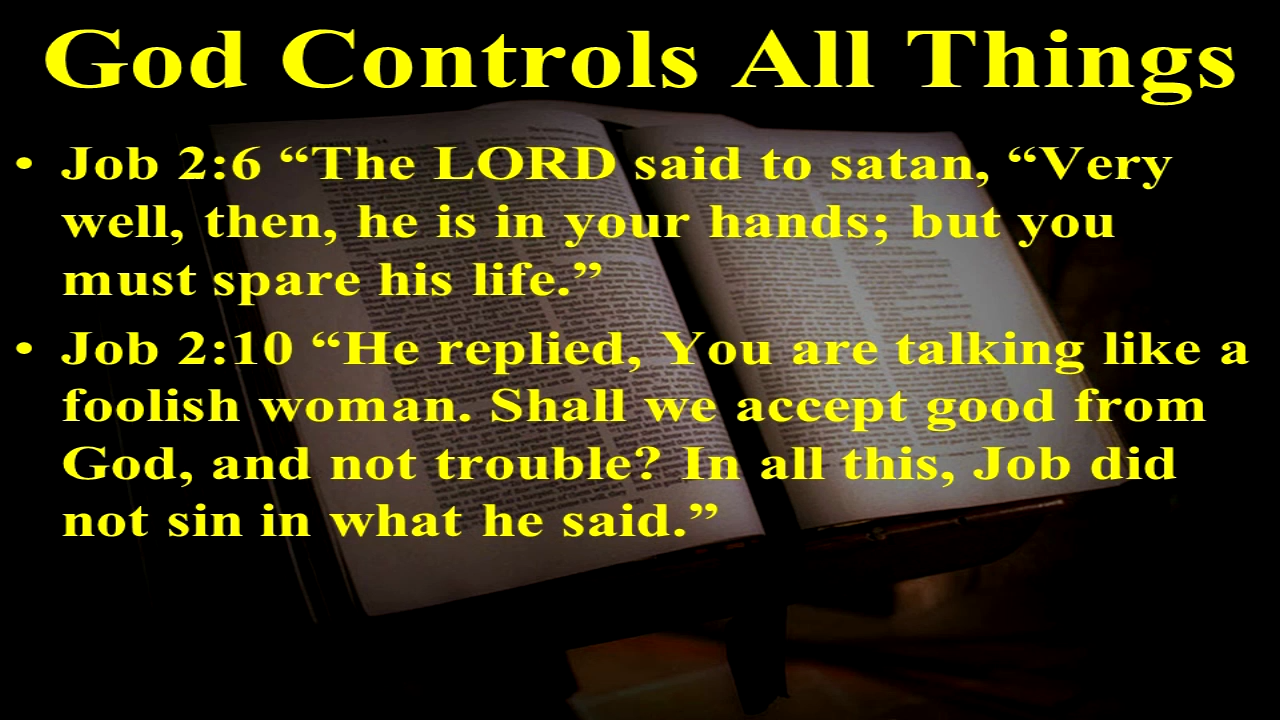 God Controls All Things
• Job 2:6 “The LORD said to satan, “Very
well, then, he is in your hands; but you
must spare his life.”
• Job 2:10 “He replied, You are talking like a
foolish woman. Shall we accept good from
God, and not trouble? In all this, Job did
not sin in what he said.”